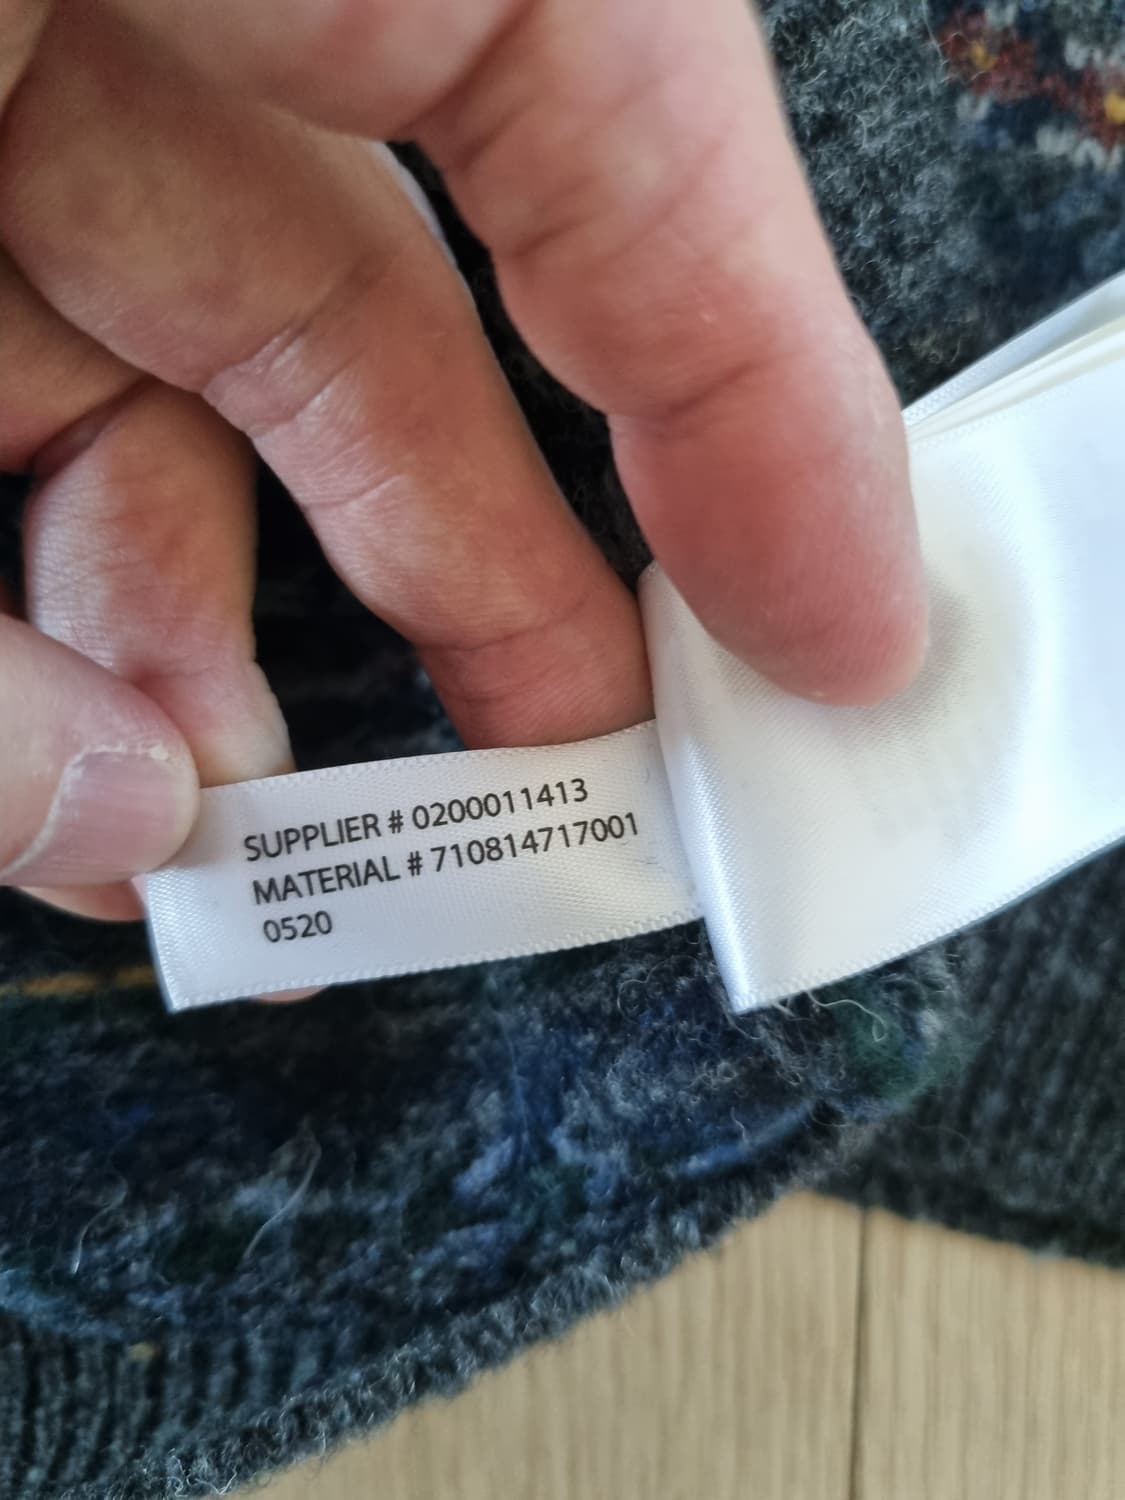 SUPPLIER # 0200011413
MATERIAL # 710814717001
0520